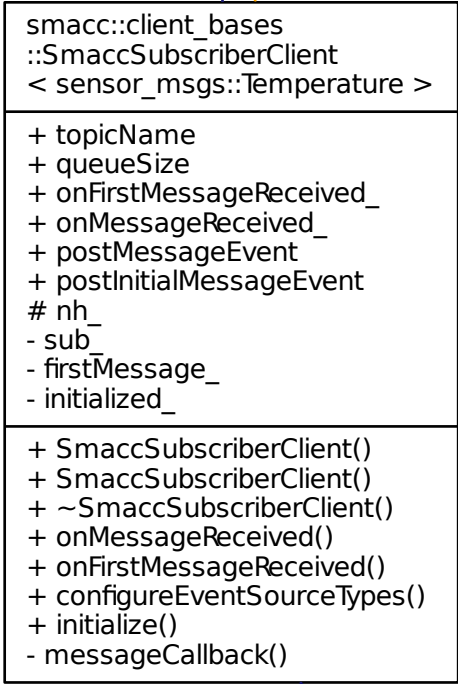 smacc::client_bases
::SmaccSubscriberClient
< sensor_msgs::Temperature >
+ topicName
+ queueSize
+ onFirstMessageReceived_
+ onMessageReceived_
+ postMessageEvent
+ postInitialMessageEvent
# nh_
- sub_
- firstMessage_
- initialized_
+ SmaccSubscriberClient()
+ SmaccSubscriberClient()
+ ~SmaccSubscriberClient()
+ onMessageReceived()
+ onFirstMessageReceived()
+ configureEventSourceTypes()
+ initialize()
- messageCallback()